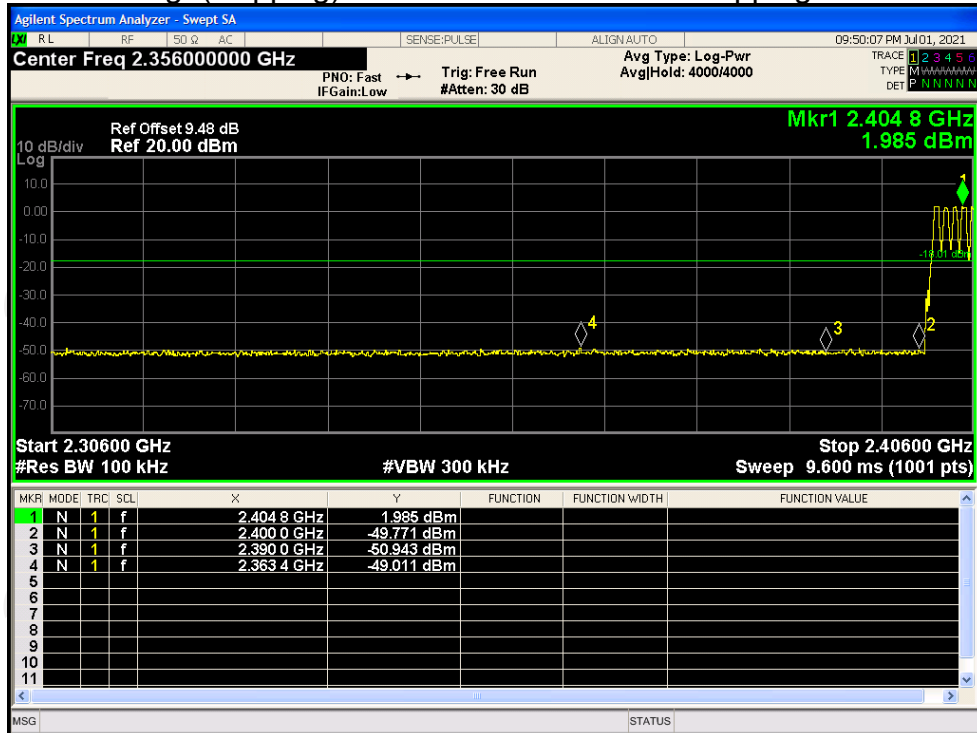 Agilent Spectrum Analyzer - Swept SA
LXI RL RF 50 Ω AC SENSE:PULSE ALIGN AUTO 09:50:07 PM Jul 01, 2021
Center Freq 2.356000000 GHz
PNO: Fast
IFGain:Low
Trig: Free Run
#Atten: 30 dB
Avg Type: Log-Pwr
Avg|Hold: 4000/4000
TRACE 1 2 3 4 5 6
TYPE M
DET P N N N N N
Mkr1 2.404 8 GHz
1.985 dBm
Ref Offset 9.48 dB
10 dB/div Ref 20.00 dBm
Log
1
10.0
0.00
-10.0
-18.01 dBm
-20.0
-30.0
-40.0
4
3
2
-50.0
-60.0
-70.0
Start 2.30600 GHz Stop 2.40600 GHz
#Res BW 100 kHz #VBW 300 kHz Sweep 9.600 ms (1001 pts)
MKR MODE TRC SCL X Y FUNCTION FUNCTION WIDTH FUNCTION VALUE
1 N 1 f 2.404 8 GHz 1.985 dBm
2 N 1 f 2.400 0 GHz -49.771 dBm
3 N 1 f 2.390 0 GHz -50.943 dBm
4 N 1 f 2.363 4 GHz -49.011 dBm
5
6
7
8
9
10
11
MSG STATUS